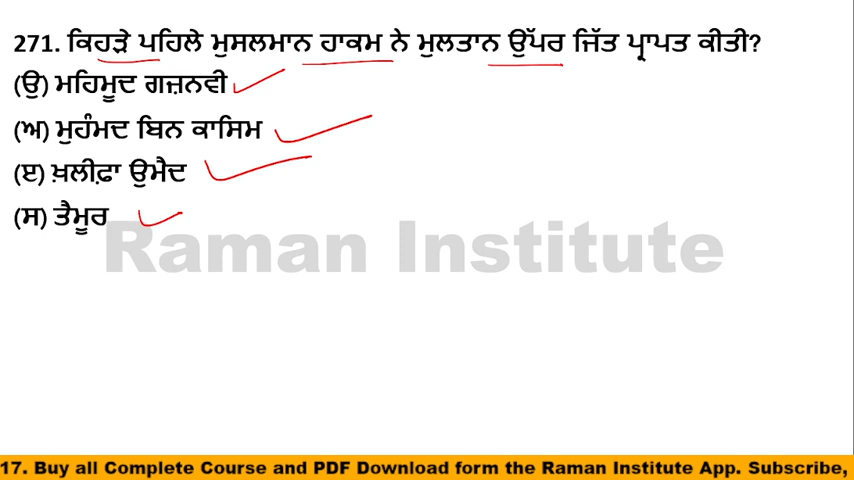 271. ਕਿਹੜੇ ਪਹਿਲੇ ਮੁਸਲਮਾਨ ਹਾਕਮ ਨੇ ਮੁਲਤਾਨ ਉੱਪਰ ਜਿੱਤ ਪ੍ਰਾਪਤ ਕੀਤੀ?
(ਉ) ਮਹਿਮੂਦ ਗਜ਼ਨਵੀ
(ਅ) ਮੁਹੰਮਦ ਬਿਨ ਕਾਸਿਮ
(ੲ) ਖ਼ਲੀਫ਼ਾ ਉਮੈਦ
(ਸ) ਤੈਮੂਰ
Raman Institute
17. Buy all Complete Course and PDF Download form the Raman Institute App. Subscribe,